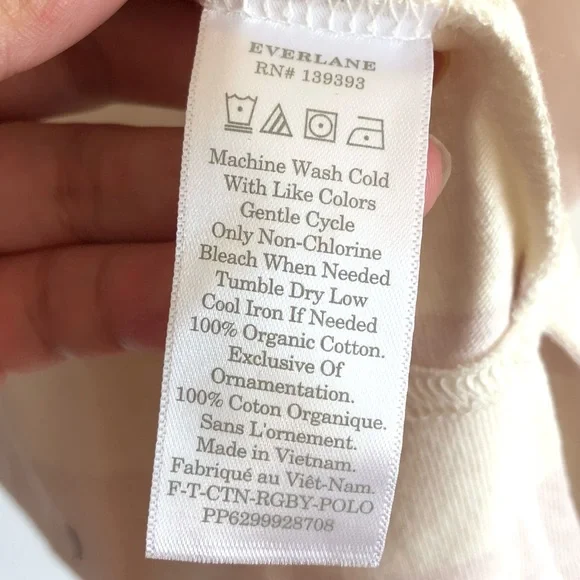 EVERLANE
RN# 139393
Machine Wash Cold
With Like Colors
Gentle Cycle
Only Non-Chlorine
Bleach When Needed
Tumble Dry Low
Cool Iron If Needed
100% Organic Cotton.
Exclusive Of
Ornamentation.
100% Coton Organique.
Sans L'ornement.
Made in Vietnam.
Fabriqué au Viêt-Nam.
F-T-CTN-RGBY-POLO
PP6299928708